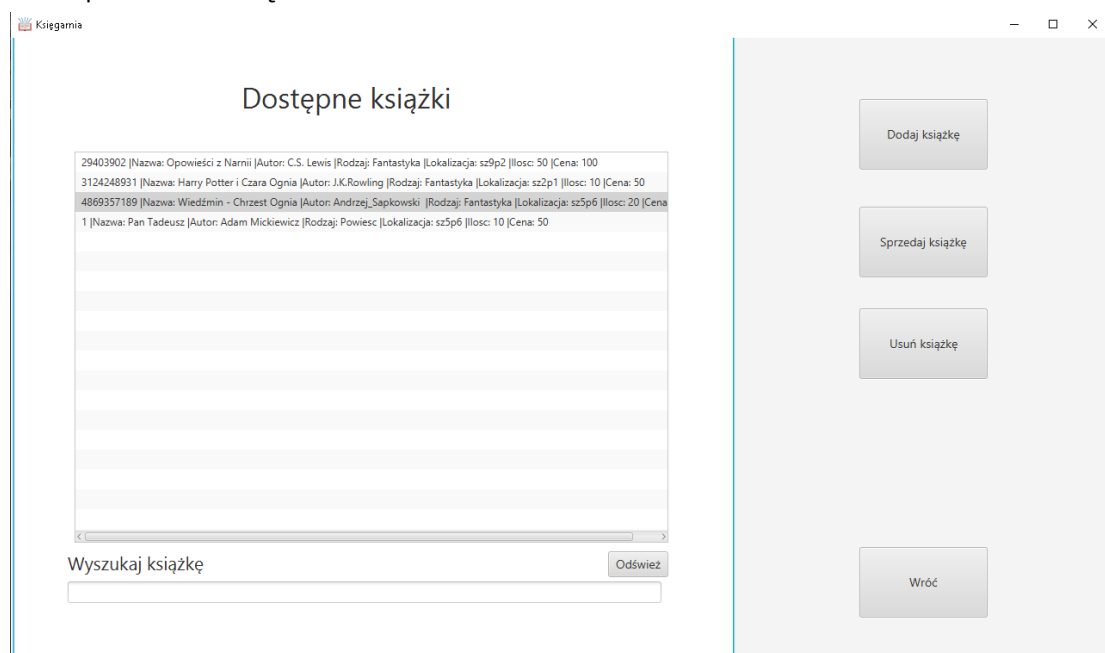 Księgarnia
Dostępne książki
29403902 |Nazwa: Opowieści z Narnii |Autor: C.S. Lewis |Rodzaj: Fantastyka |Lokalizacja: sz9p2 |Ilosc: 50 |Cena: 100
3124248931 |Nazwa: Harry Potter i Czara Ognia |Autor: J.K.Rowling |Rodzaj: Fantastyka |Lokalizacja: sz2p1 |Ilosc: 10 |Cena: 50
4869357189 |Nazwa: Wiedźmin - Chrzest Ognia |Autor: Andrzej_Sapkowski |Rodzaj: Fantastyka |Lokalizacja: sz5p6 |Ilosc: 20 |Cena
1 |Nazwa: Pan Tadeusz |Autor: Adam Mickiewicz |Rodzaj: Powiesc |Lokalizacja: sz5p6 |Ilosc: 10 |Cena: 50
Wyszukaj książkę
Odśwież
Dodaj książkę
Sprzedaj książkę
Usuń książkę
Wróć